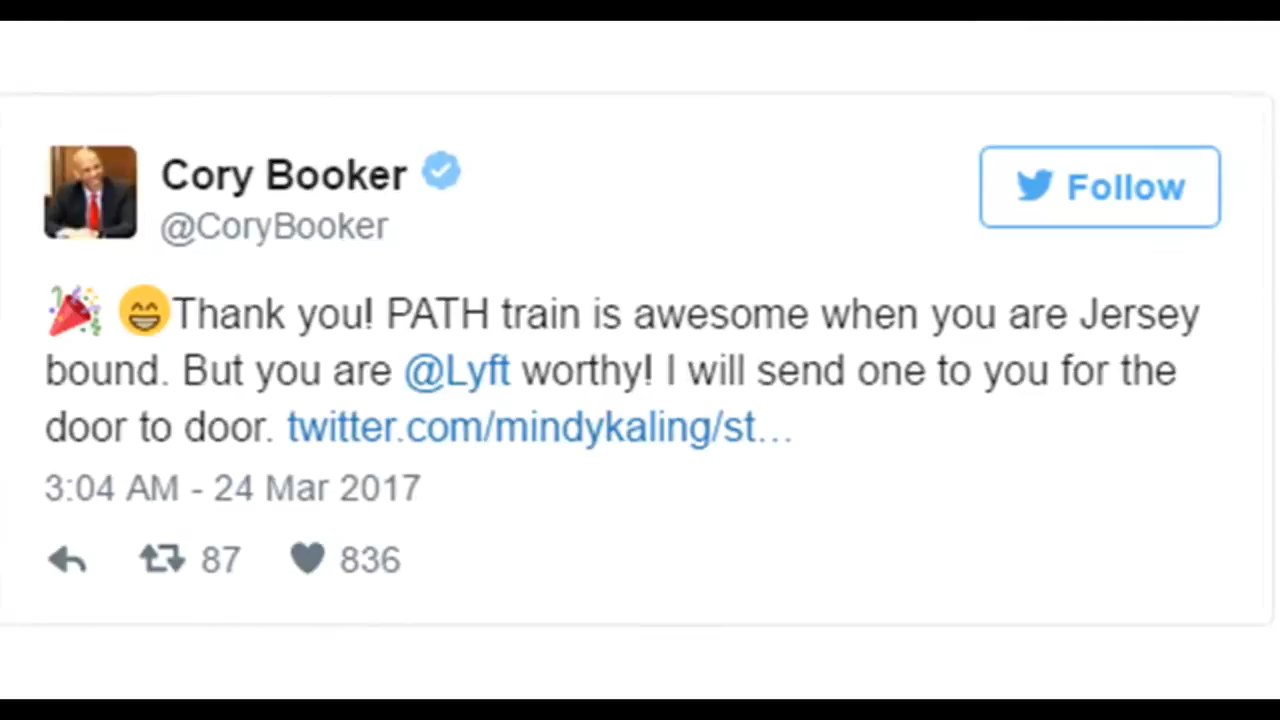 Cory Booker
@CoryBooker
Follow
🎉 😁Thank you! PATH train is awesome when you are Jersey
bound. But you are @Lyft worthy! I will send one to you for the
door to door. twitter.com/mindykaling/st...
3:04 AM - 24 Mar 2017
87 836